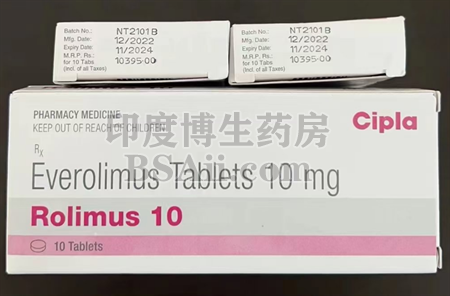 Batch No.: NT2101B
Mfg. Date: 12/2022
Expiry Date: 11/2024
M.R.P. Rs.:
for 10 Tabs 10395-00
(Incl. of all Taxes)
Batch No.: NT2101B
Mfg. Date: 12/2022
Expiry Date: 11/2024
M.R.P. Rs.:
for 10 Tabs 10395-00
(Incl. of all Taxes)
PHARMACY MEDICINE
KEEP OUT OF REACH OF CHILDREN
Cipla
印度博生药房
Rx
BSAii.com
Everolimus Tablets 10 mg
Rolimus 10
10 Tablets